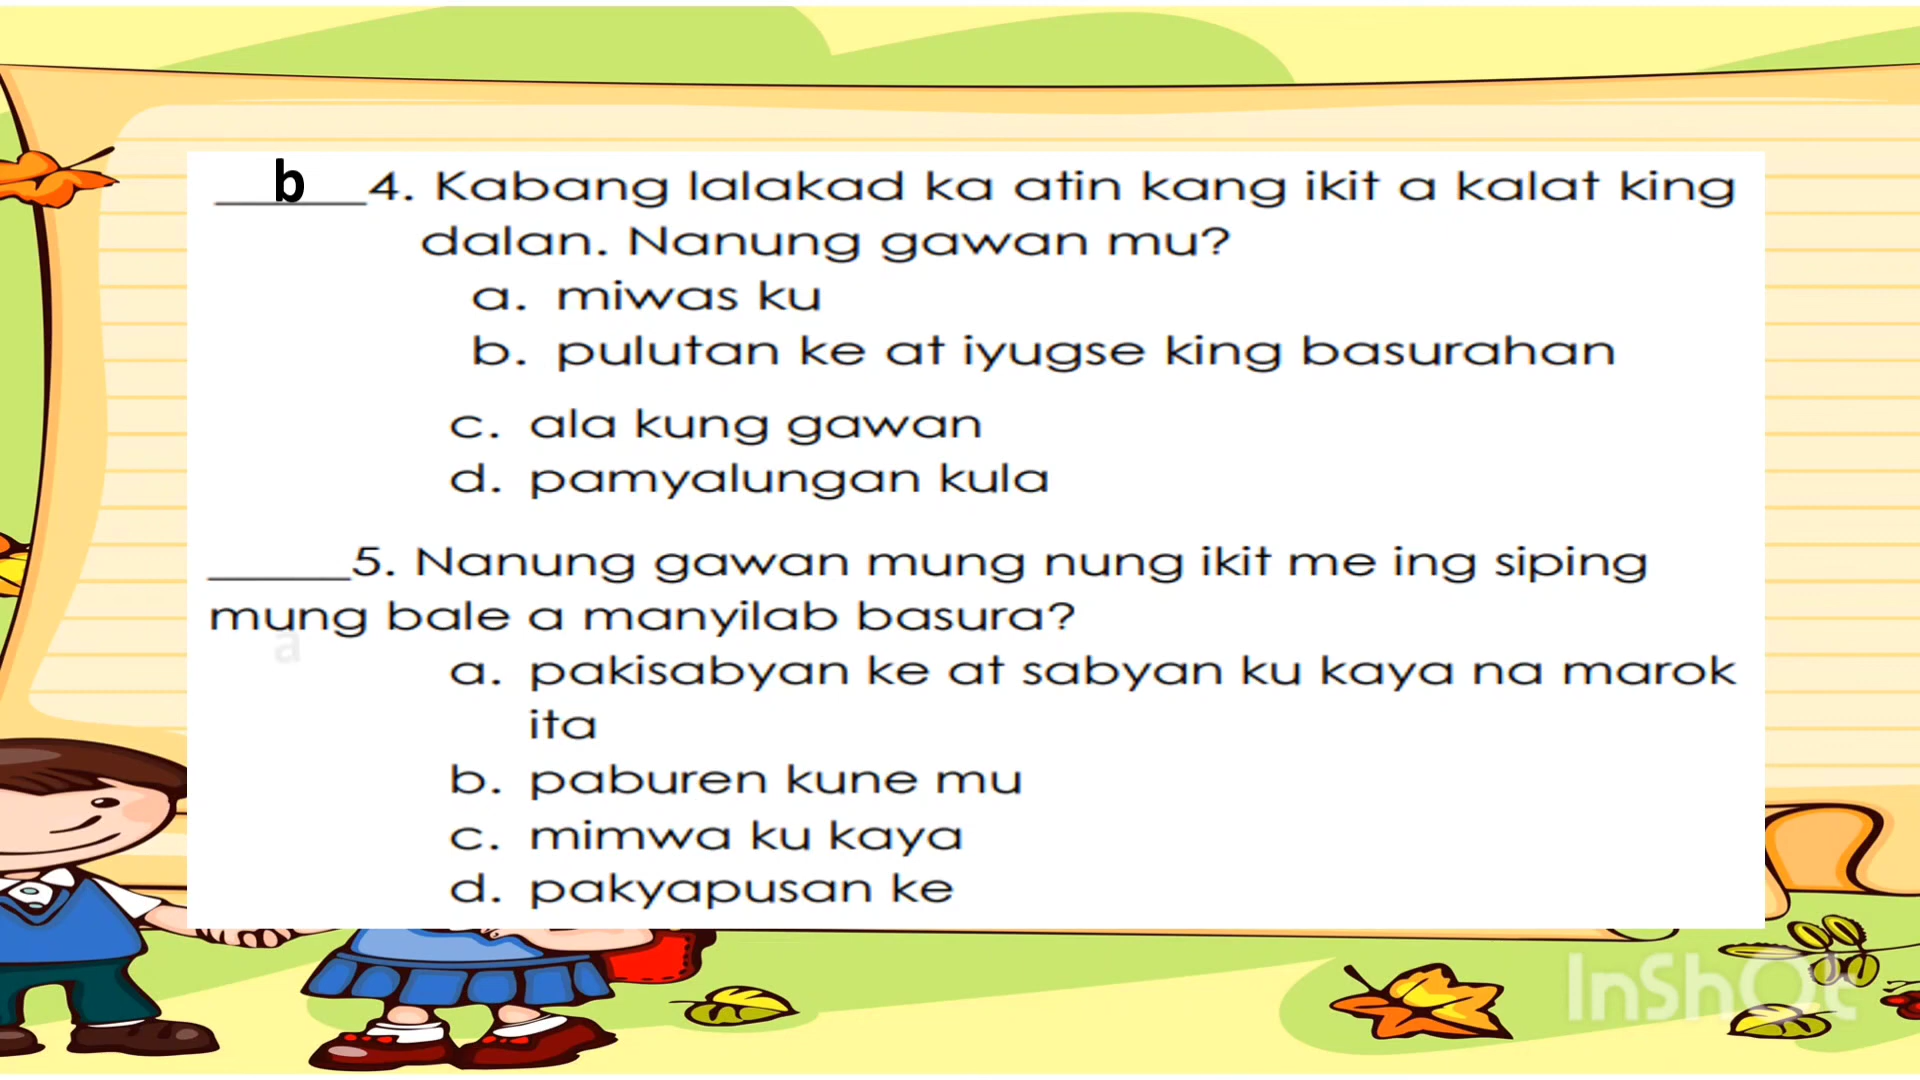 b 4. Kabang lalakad ka atin kang ikit a kalat king
dalan. Nanung gawan mu?
a. miwas ku
b. pulutan ke at iyugse king basurahan
c. ala kung gawan
d. pamyalungan kula
_____5. Nanung gawan mung nung ikit me ing siping
mung bale a manyilab basura?
a
a. pakisabyan ke at sabyan ku kaya na marok
ita
b. paburen kune mu
c. mimwa ku kaya
d. pakyapusan ke
InShOt